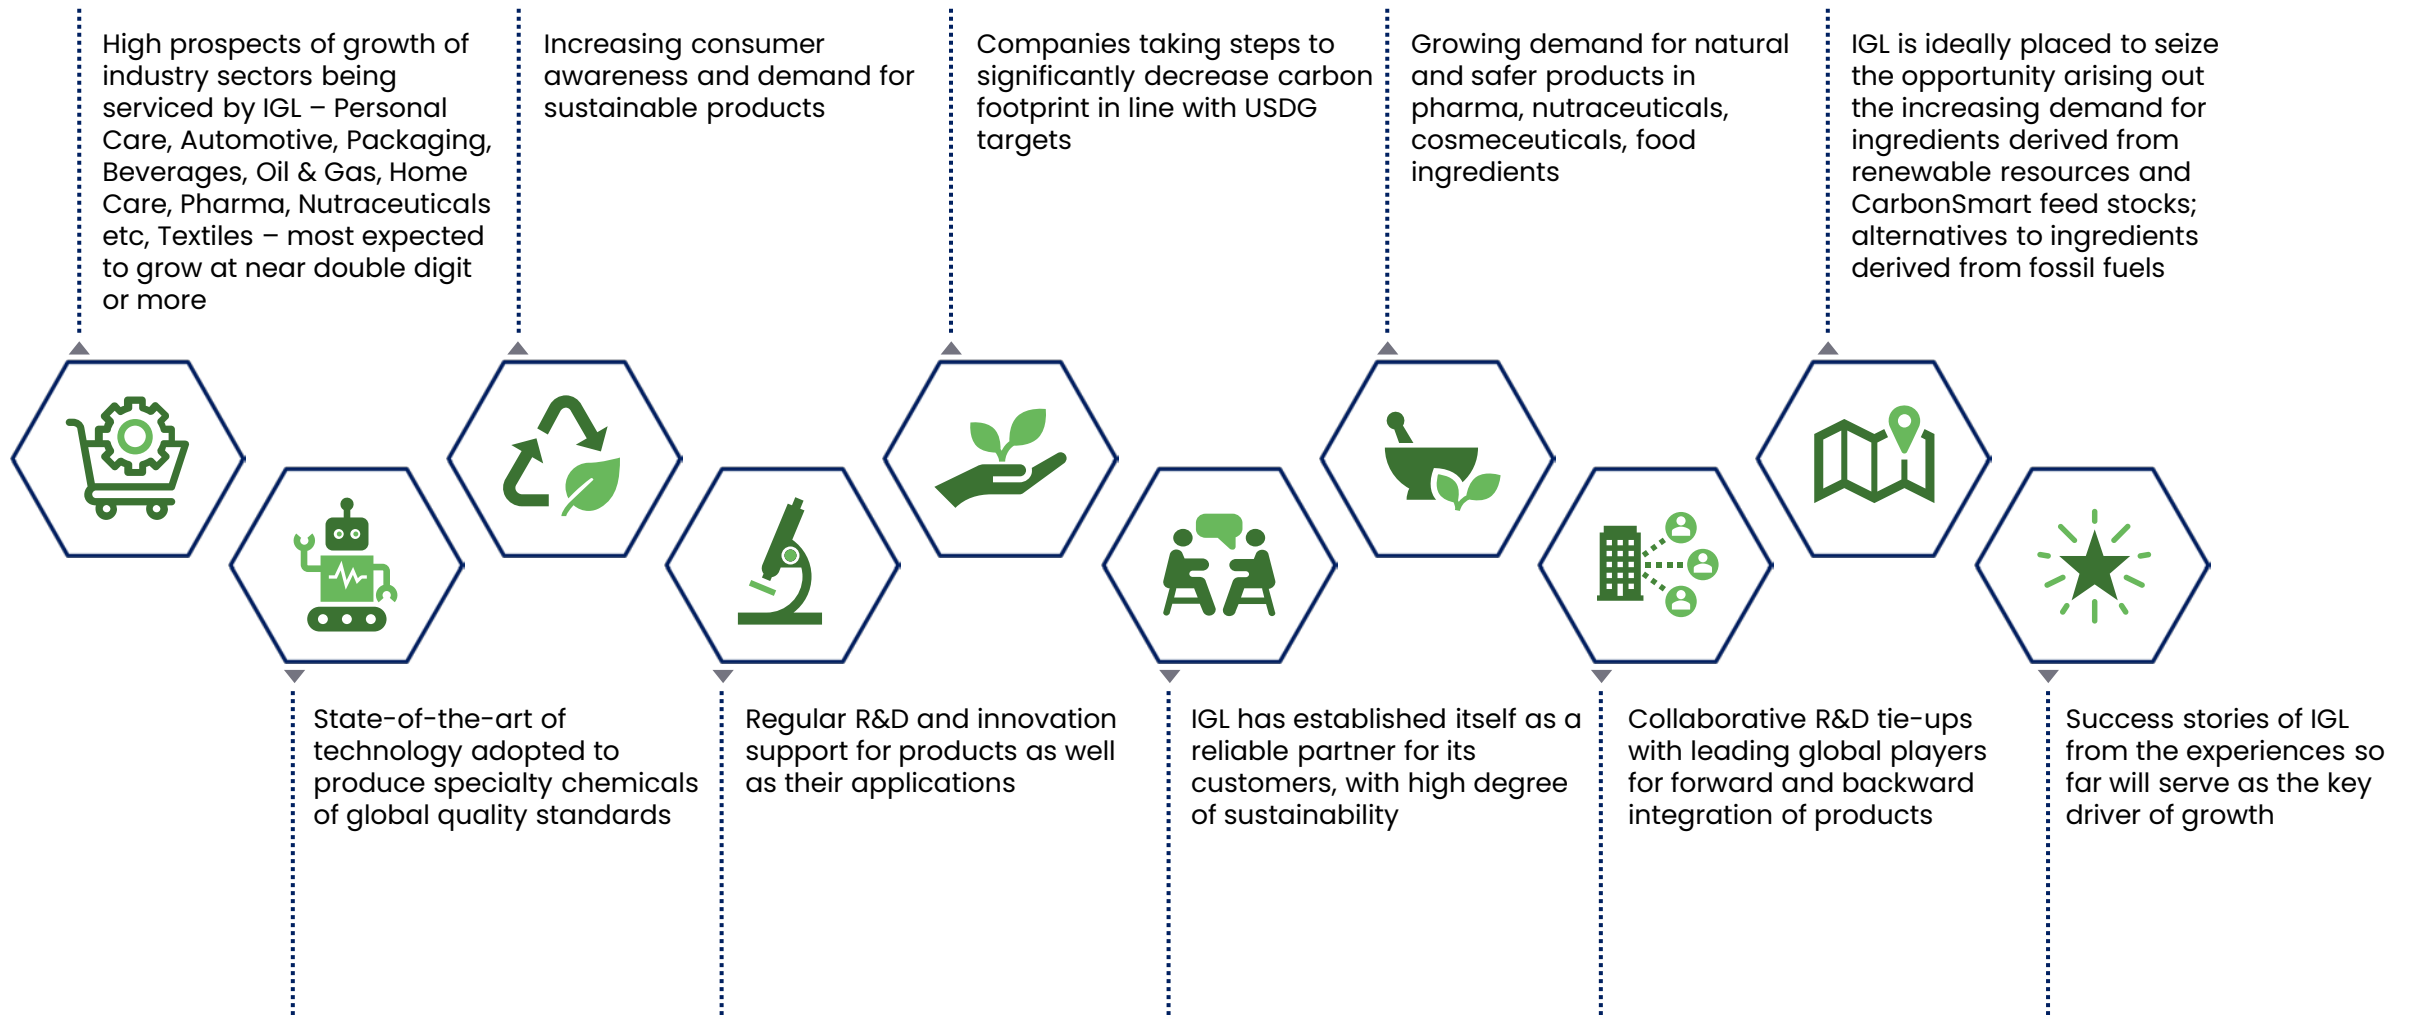 High prospects of growth of
industry sectors being
serviced by IGL – Personal
Care, Automotive, Packaging,
Beverages, Oil & Gas, Home
Care, Pharma, Nutraceuticals
etc, Textiles – most expected
to grow at near double digit
or more
Increasing consumer
awareness and demand for
sustainable products
Companies taking steps to
significantly decrease carbon
footprint in line with USDG
targets
Growing demand for natural
and safer products in
pharma, nutraceuticals,
cosmeceuticals, food
ingredients
IGL is ideally placed to seize
the opportunity arising out
the increasing demand for
ingredients derived from
renewable resources and
CarbonSmart feed stocks;
alternatives to ingredients
derived from fossil fuels
State-of-the-art of
technology adopted to
produce specialty chemicals
of global quality standards
Regular R&D and innovation
support for products as well
as their applications
IGL has established itself as a
reliable partner for its
customers, with high degree
of sustainability
Collaborative R&D tie-ups
with leading global players
for forward and backward
integration of products
Success stories of IGL
from the experiences so
far will serve as the key
driver of growth